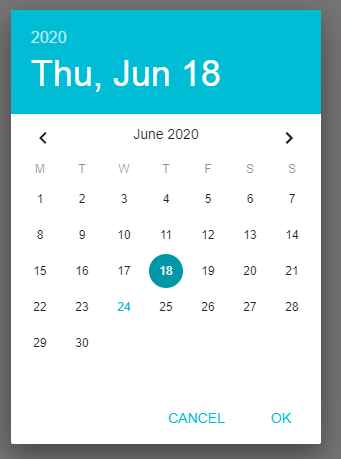 2020
Thu, Jun 18
June 2020
M T W T F S S
1 2 3 4 5 6 7
8 9 10 11 12 13 14
15 16 17 18 19 20 21
22 23 24 25 26 27 28
29 30
CANCEL OK